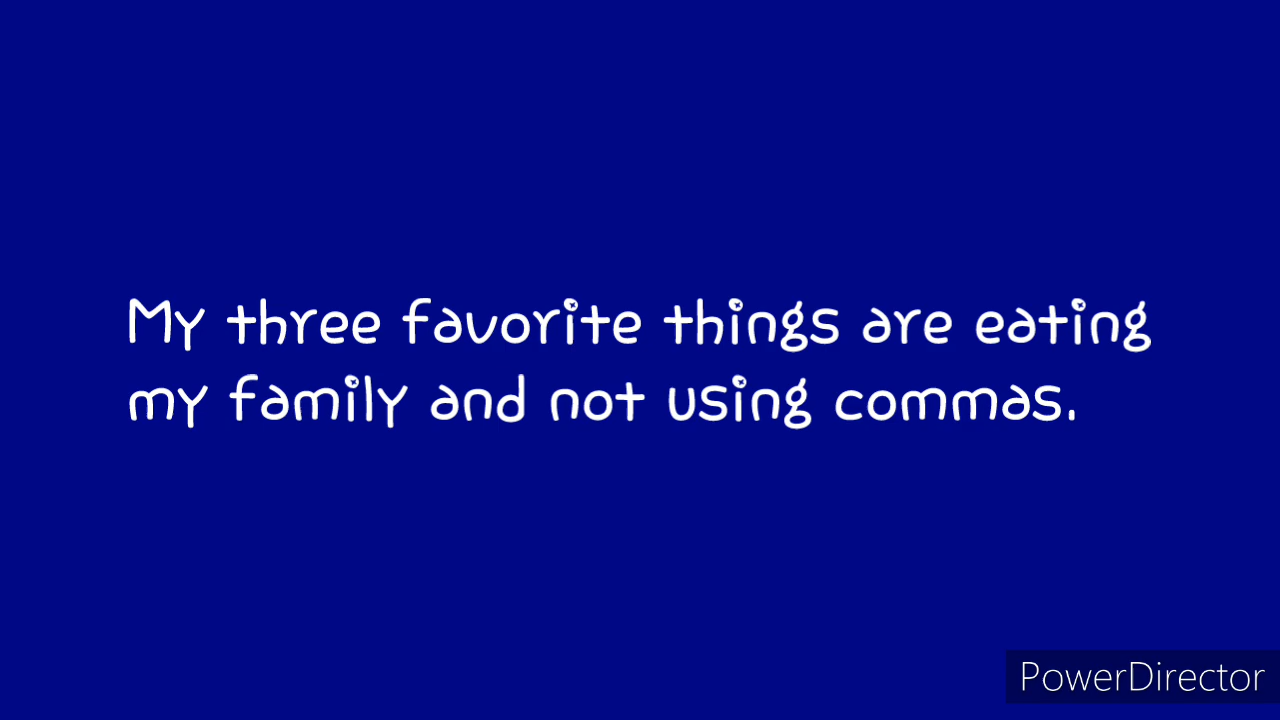 My three favorite things are eating
my family and not using commas.
PowerDirector